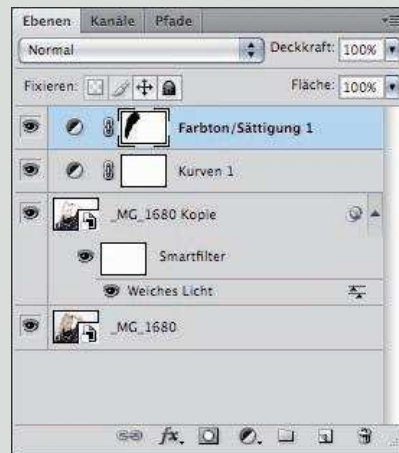 Ebenen Kanäle Pfade
Normal Deckkraft: 100%
Fixieren: Fläche: 100%
Farbton/Sättigung 1
Kurven 1
_MG_1680 Kopie
Smartfilter
Weiches Licht
_MG_1680
fx.